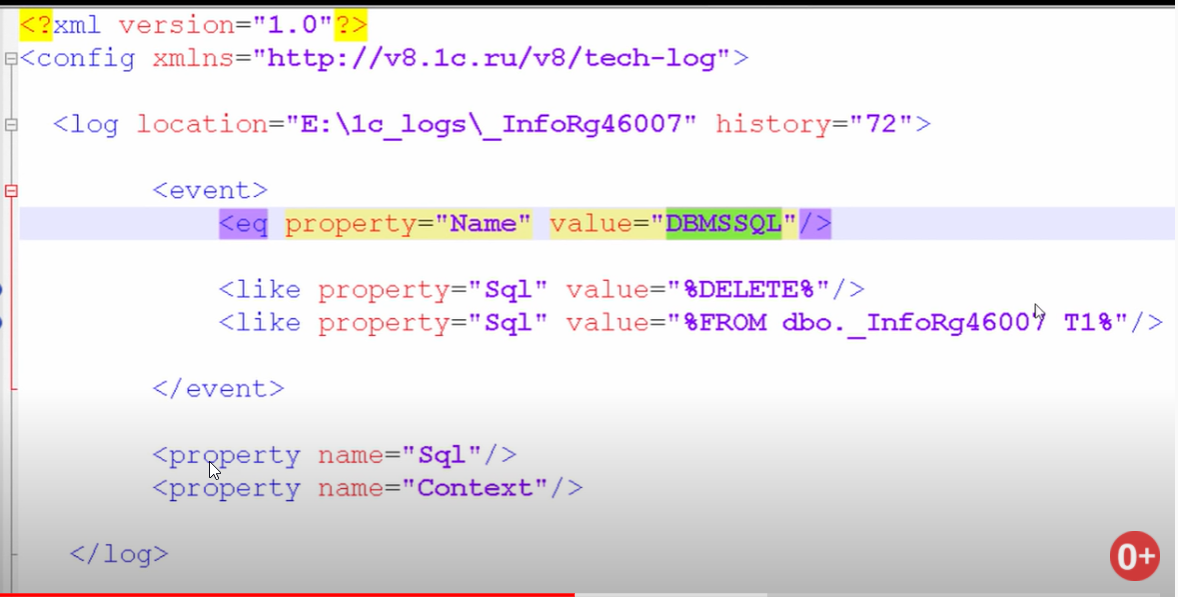 <?xml version="1.0"?>
<config xmlns="http://v8.1c.ru/v8/tech-log">
<log location="E:\1c_logs\_InfoRg46007" history="72">
<event>
<eq property="Name" value="DBMSSQL"/>
<like property="Sql" value="%DELETE%"/>
<like property="Sql" value="%FROM dbo._InfoRg46007 T1%"/>
</event>
<property name="Sql"/>
<property name="Context"/>
</log>
0+